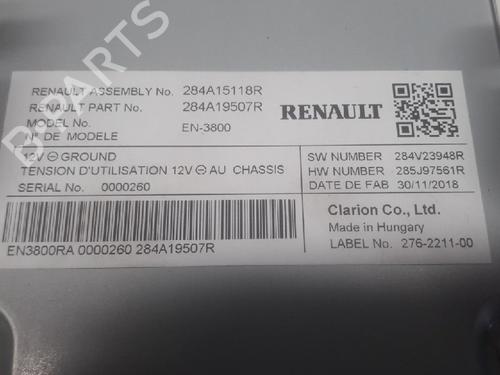 RENAULT ASSEMBLY No. 284A15118R
RENAULT PART No. 284A19507R
MODEL No. EN-3800
N° DE MODELE
RENAULT
12V ⊖ GROUND
TENSION D'UTILISATION 12V ⊖ AU CHASSIS
SERIAL No. 0000260
SW NUMBER 284V23948R
HW NUMBER 285J97561R
DATE DE FAB 30/11/2018
EN3800RA 0000260 284A19507R
Clarion Co., Ltd.
Made in Hungary
LABEL No. 276-2211-00
B-PARTS